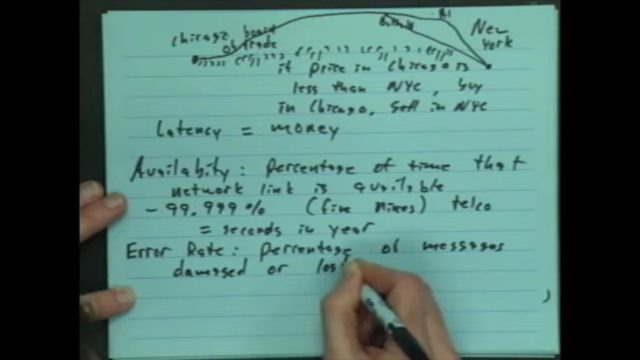 Chicago board
of trade
Buffalo
New
York
if price in Chicago is
less than NYC, buy
in Chicago, sell in NYC
Latency = money
Availability: percentage of time that
network link is available
- 99.999% (five nines) telco
= seconds in year
Error Rate: percentage of messages
damaged or lost